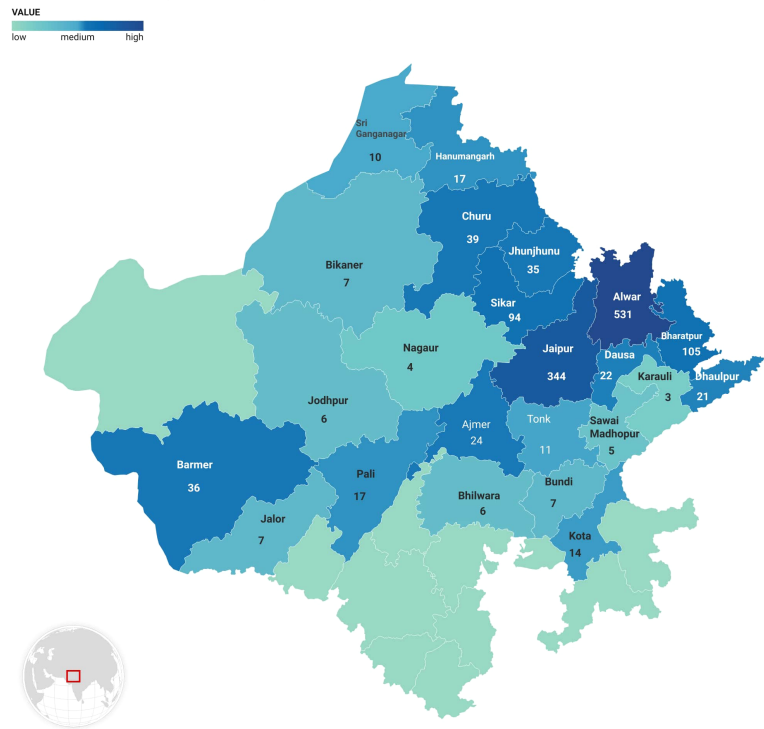 VALUE
low medium high
Sri
Ganganagar
10
Hanumangarh
17
Churu
39
Jhunjhunu
35
Bikaner
7
Sikar
94
Alwar
531
Bharatpur
105
Jaipur
344
Dausa
22
Nagaur
4
Karauli
3
Dhaulpur
21
Jodhpur
6
Ajmer
24
Tonk
11
Sawai
Madhopur
5
Barmer
36
Pali
17
Bhilwara
6
Bundi
7
Jalor
7
Kota
14